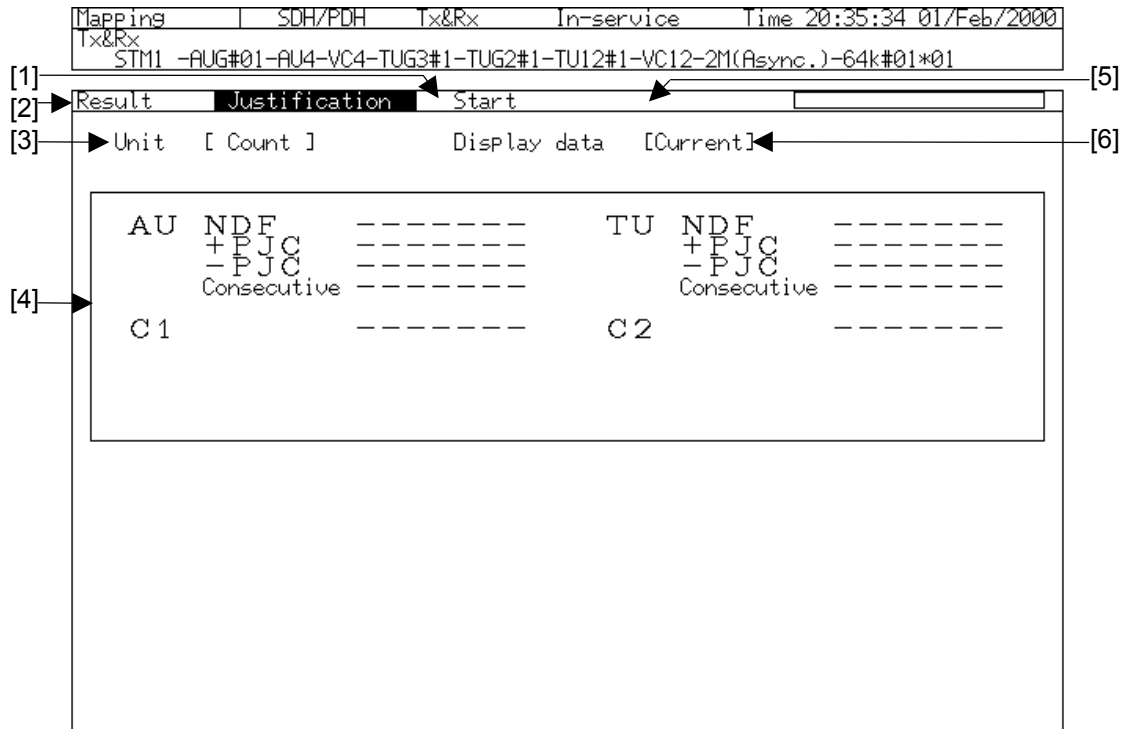 Mapping SDH/PDH Tx&Rx In-service Time 20:35:34 01/Feb/2000
Tx&Rx
STM1 -AUG#01-AU4-VC4-TUG3#1-TUG2#1-TU12#1-VC12-2M(Async.)-64k#01*01
[1] [5]
[2] Result Justification Start
[3] Unit [ Count ] Display data [Current] [6]
AU NDF ------- TU NDF -------
+PJC ------- +PJC -------
-PJC ------- -PJC -------
Consecutive ------- Consecutive -------
[4]
C1 ------- C2 -------